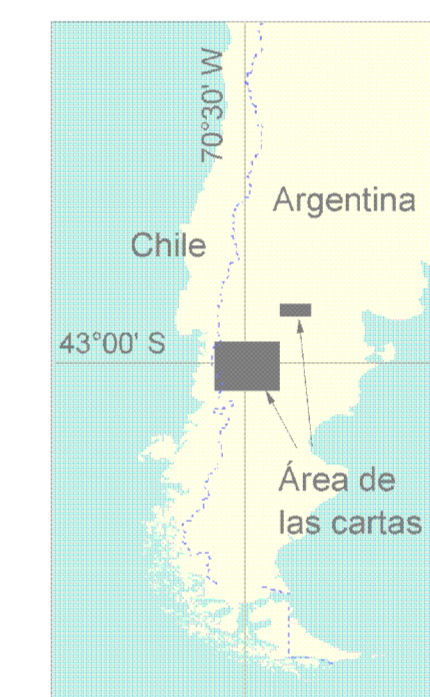 70°30' W
Argentina
Chile
43°00' S
Área de
las cartas